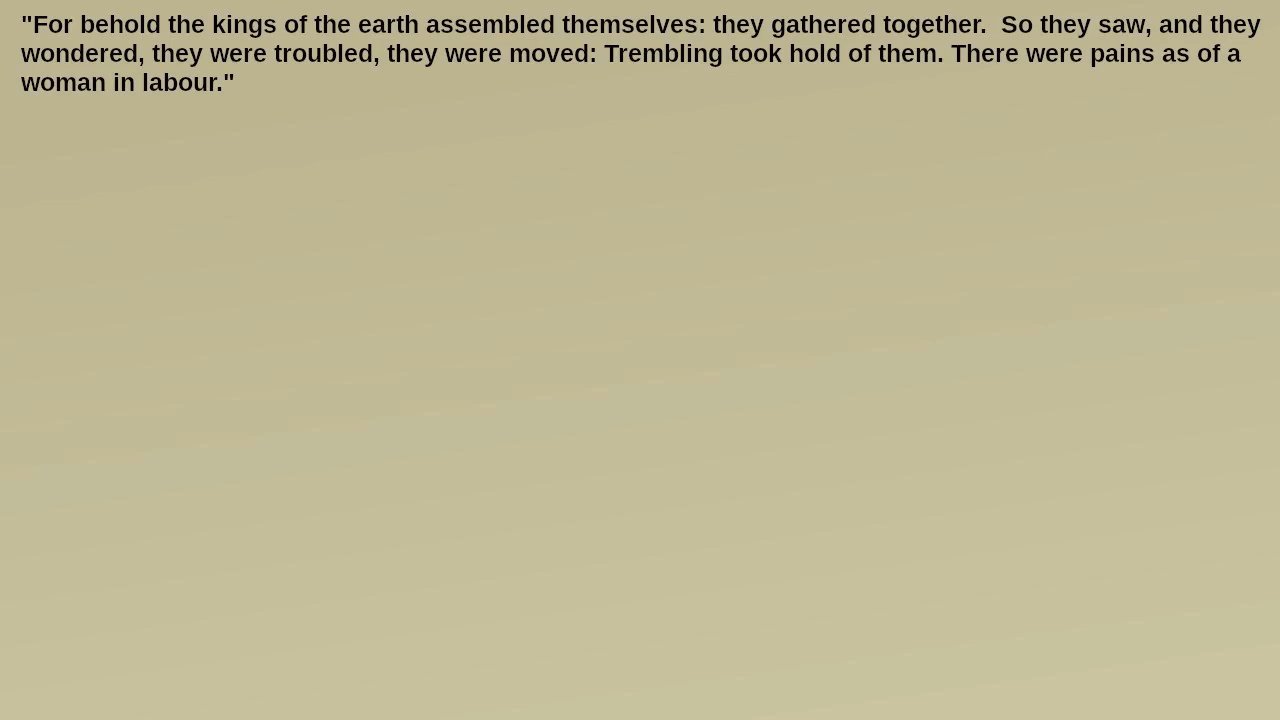 "For behold the kings of the earth assembled themselves: they gathered together.  So they saw, and they
wondered, they were troubled, they were moved: Trembling took hold of them. There were pains as of a
woman in labour."